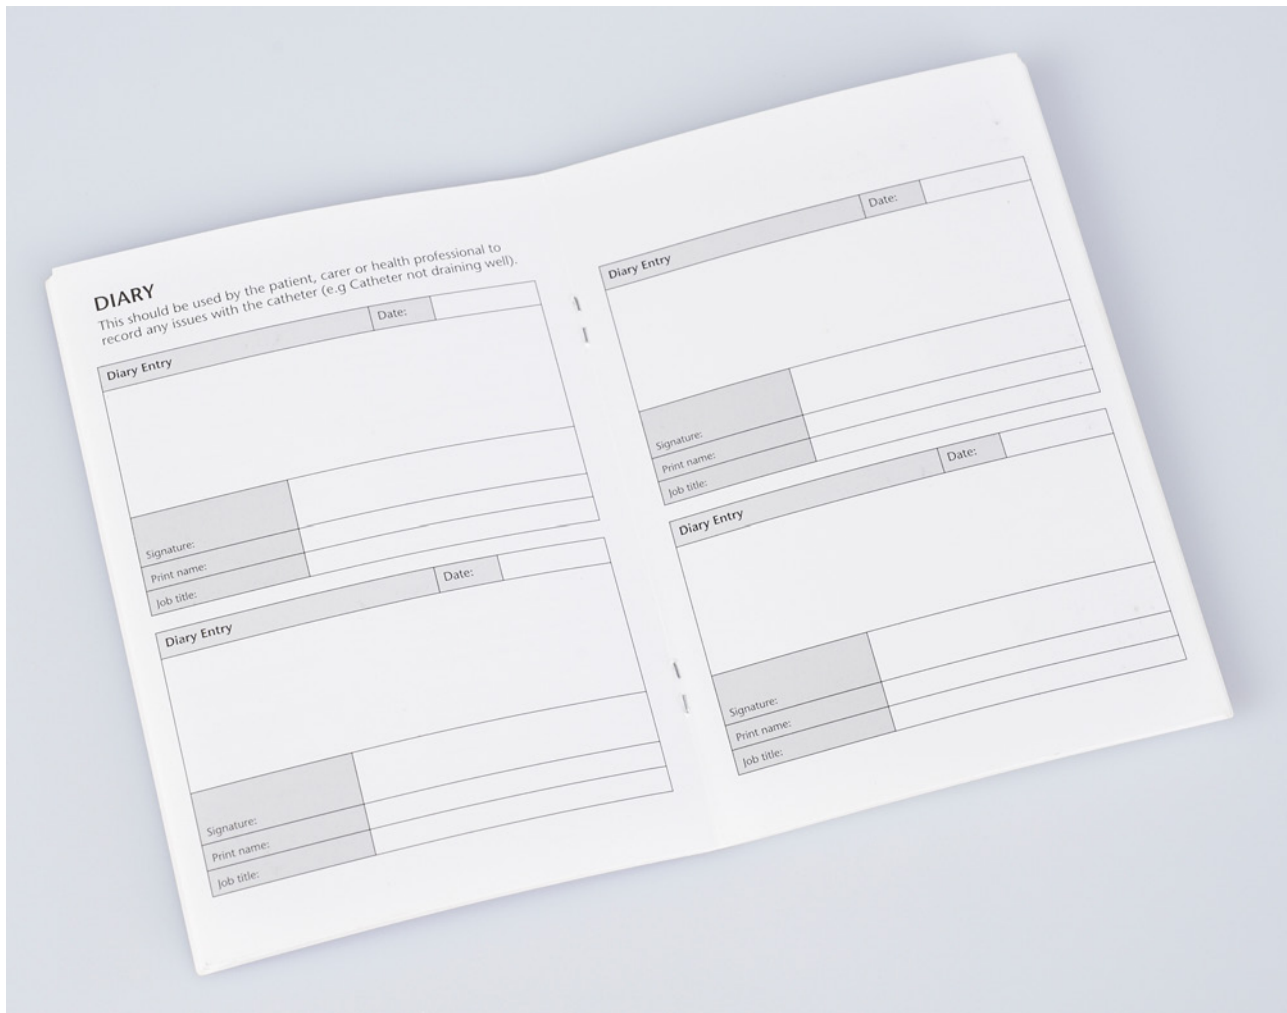 DIARY
This should be used by the patient, carer or health professional to
record any issues with the catheter (e.g Catheter not draining well).
Diary Entry Date:
Signature:
Print name:
Job title:
Diary Entry Date:
Signature:
Print name:
Job title:
Diary Entry Date:
Signature:
Print name:
Job title:
Diary Entry Date:
Signature:
Print name:
Job title: